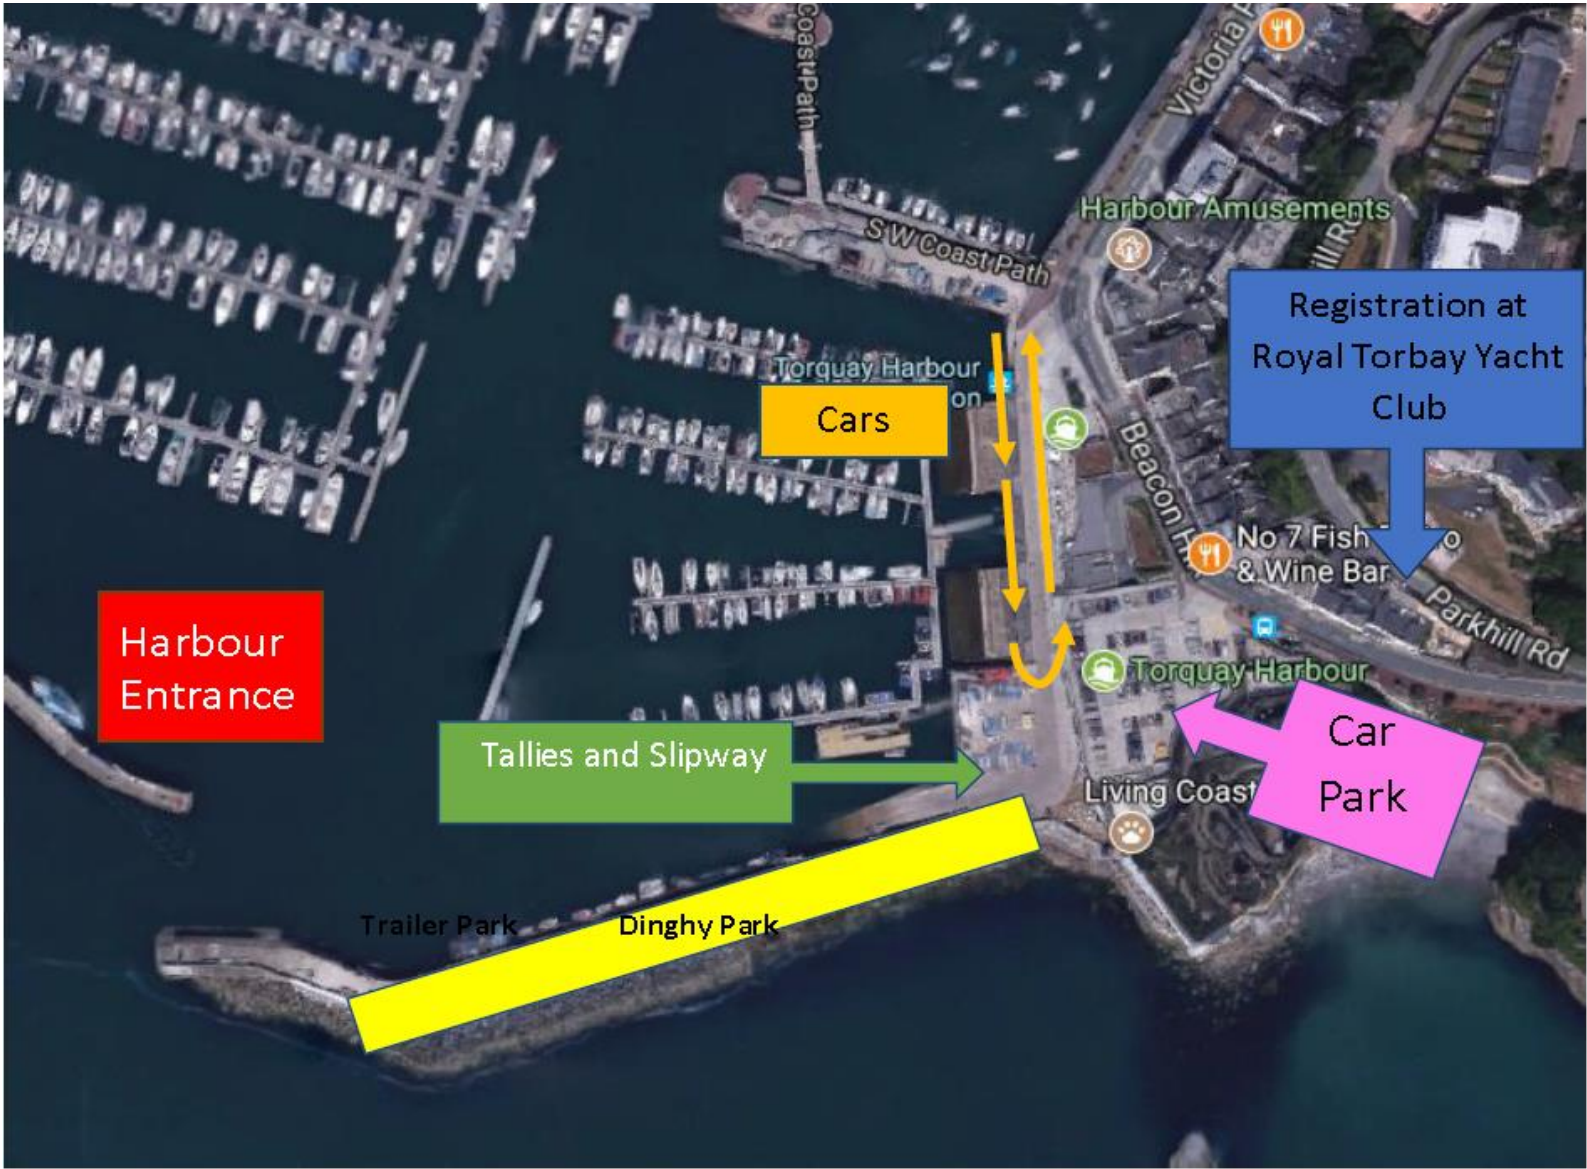 Coast Path
Victoria P
Harbour Amusements
S W Coast Path
ill Rd
Registration at
Royal Torbay Yacht
Club
Torquay Harbour
on
Cars
Beacon H
No 7 Fish
o
& Wine Bar
Parkhill Rd
Harbour
Entrance
Torquay Harbour
Tallies and Slipway
Car
Park
Living Coast
Trailer Park
Dinghy Park